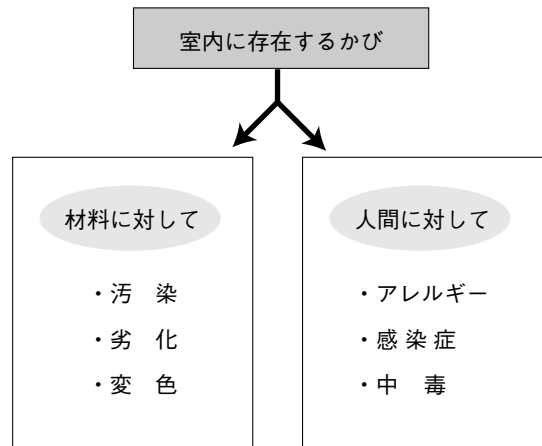 室内に存在するかび
材料に対して
・汚　染
・劣　化
・変　色
人間に対して
・アレルギー
・感 染 症
・中　毒